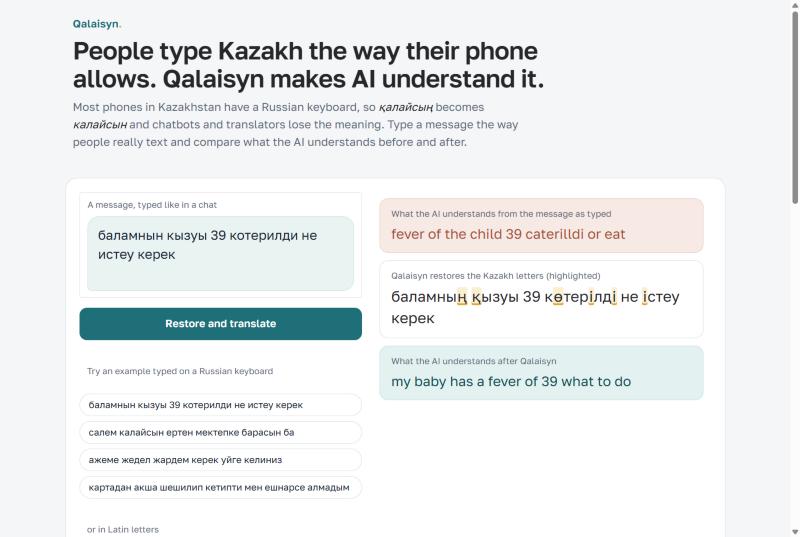 Qalaisyn.
People type Kazakh the way their phone
allows. Qalaisyn makes AI understand it.
Most phones in Kazakhstan have a Russian keyboard, so қалайсың becomes
калайсын and chatbots and translators lose the meaning. Type a message the way
people really text and compare what the AI understands before and after.
A message, typed like in a chat
баламнын кызуы 39 котерилди не
истеу керек
Restore and translate
Try an example typed on a Russian keyboard
баламнын кызуы 39 котерилди не истеу керек
салем калайсын ертен мектепке барасын ба
ажеме жедел жардем керек уйге келиниз
картадан акша шешилип кетипти мен ешнарсе алмадым
or in Latin letters
What the AI understands from the message as typed
fever of the child 39 caterilldi or eat
Qalaisyn restores the Kazakh letters (highlighted)
баламның қызуы 39 көтерілді не істеу
керек
What the AI understands after Qalaisyn
my baby has a fever of 39 what to do